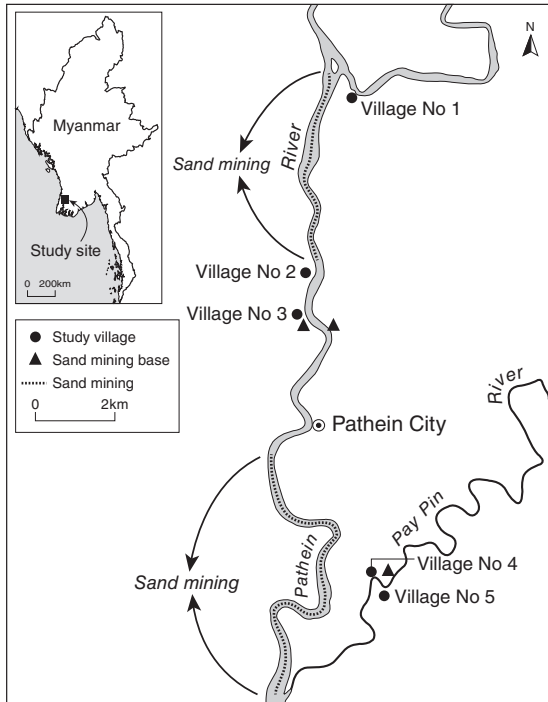 N
Myanmar
Study site
0 200km
Study village
Sand mining base
Sand mining
0 2km
Village No 1
Sand mining
River
Village No 2
Village No 3
Pathein City
River
Pay Pin
Pathein
Village No 4
Sand mining
Village No 5